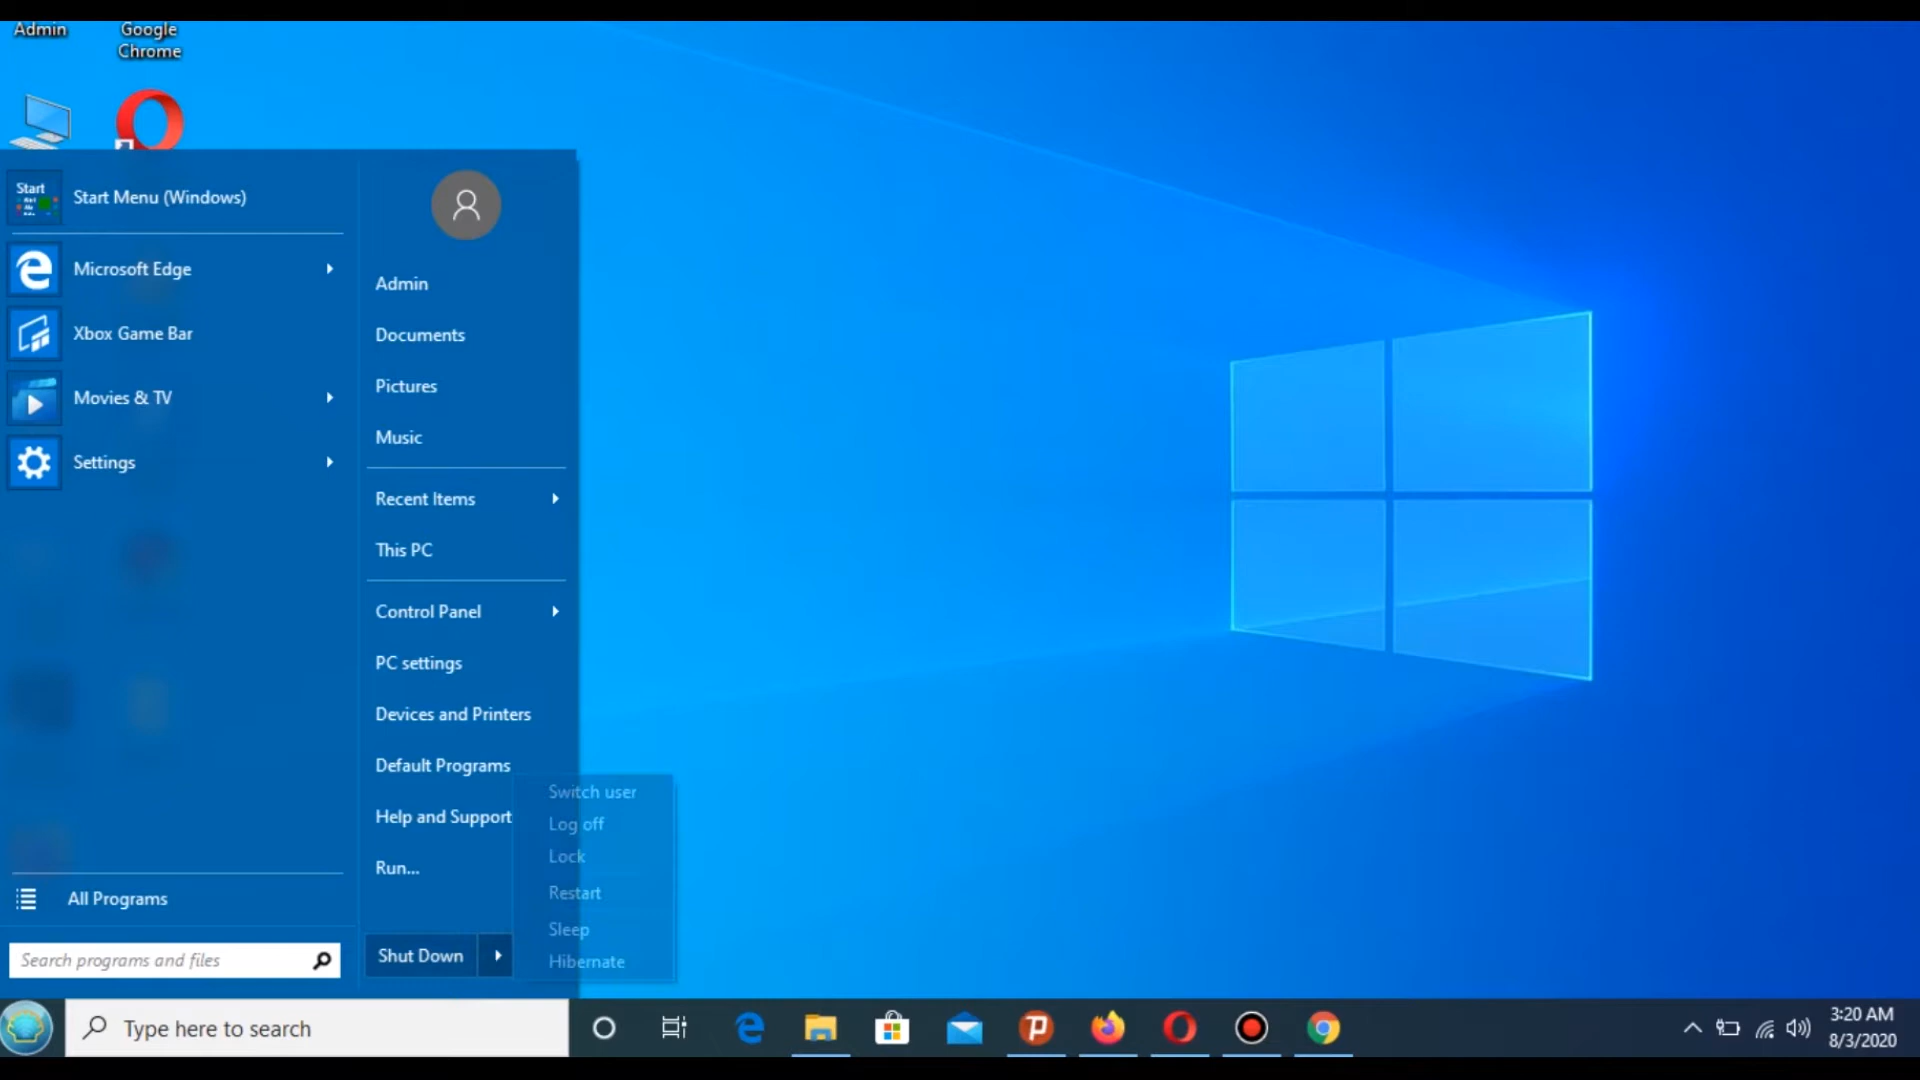 Admin
Google
Chrome
Start
Start Menu (Windows)
Microsoft Edge
Xbox Game Bar
Movies & TV
Settings
All Programs
Search programs and files
Admin
Documents
Pictures
Music
Recent Items
This PC
Control Panel
PC settings
Devices and Printers
Default Programs
Help and Support
Run...
Shut Down
Switch user
Log off
Lock
Restart
Sleep
Hibernate
Type here to search
3:20 AM
8/3/2020